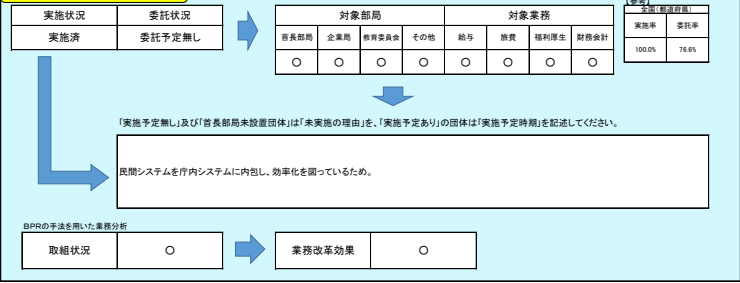 【参考】
実施状況 委託状況 対象部局 対象業務 全国(都道府県)
実施済 委託予定無し 首長部局 企業局 教育委員会 その他 給与 旅費 福利厚生 財務会計 実施率 委託率
○ ○ ○ ○ ○ ○ ○ ○ 100.0% 76.6%
「実施予定無し」及び「首長部局未設置団体」は「未実施の理由」を、「実施予定あり」の団体は「実施予定時期」を記述してください。
民間システムを庁内システムに内包し、効率化を図っているため。
BPRの手法を用いた業務分析
取組状況 ○ 業務改革効果 ○